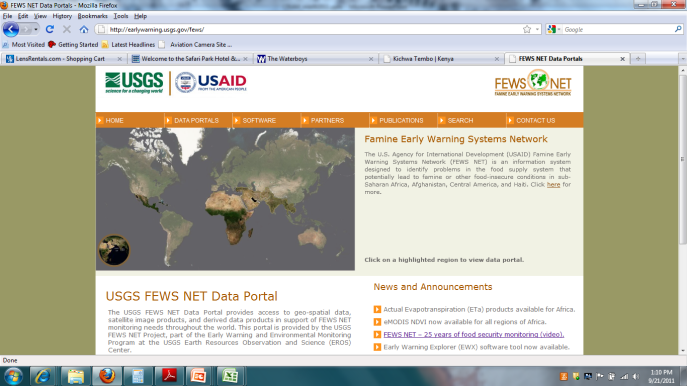 FEWS NET Data Portals - Mozilla Firefox
File Edit View History Bookmarks Tools Help
http://earlywarning.usgs.gov/fews/
Google
Most Visited Getting Started Latest Headlines Aviation Camera Site ...
LensRentals.com - Shopping Cart
Welcome to the Safari Park Hotel &...
The Waterboys
Kichwa Tembo | Kenya
FEWS NET Data Portals
USGS
science for a changing world
USAID
FROM THE AMERICAN PEOPLE
FEWS NET
FAMINE EARLY WARNING SYSTEMS NETWORK
HOME DATA PORTALS SOFTWARE PARTNERS PUBLICATIONS SEARCH CONTACT US
Famine Early Warning Systems Network
The U.S. Agency for International Development (USAID) Famine Early
Warning Systems Network (FEWS NET) is an information system
designed to identify problems in the food supply system that
potentially lead to famine or other food-insecure conditions in sub-
Saharan Africa, Afghanistan, Central America, and Haiti. Click here for
more.
Click on a highlighted region to view data portal.
USGS FEWS NET Data Portal
The USGS FEWS NET Data Portal provides access to geo-spatial data,
satellite image products, and derived data products in support of FEWS NET
monitoring needs throughout the world. This portal is provided by the USGS
FEWS NET Project, part of the Early Warning and Environmental Monitoring
Program at the USGS Earth Resources Observation and Science (EROS)
Center.
News and Announcements
Actual Evapotranspiration (ETa) products available for Africa.
eMODIS NDVI now available for all regions of Africa.
FEWS NET – 25 years of food security monitoring (video).
Early Warning Explorer (EWX) software tool now available.
Done
1:10 PM
9/21/2011